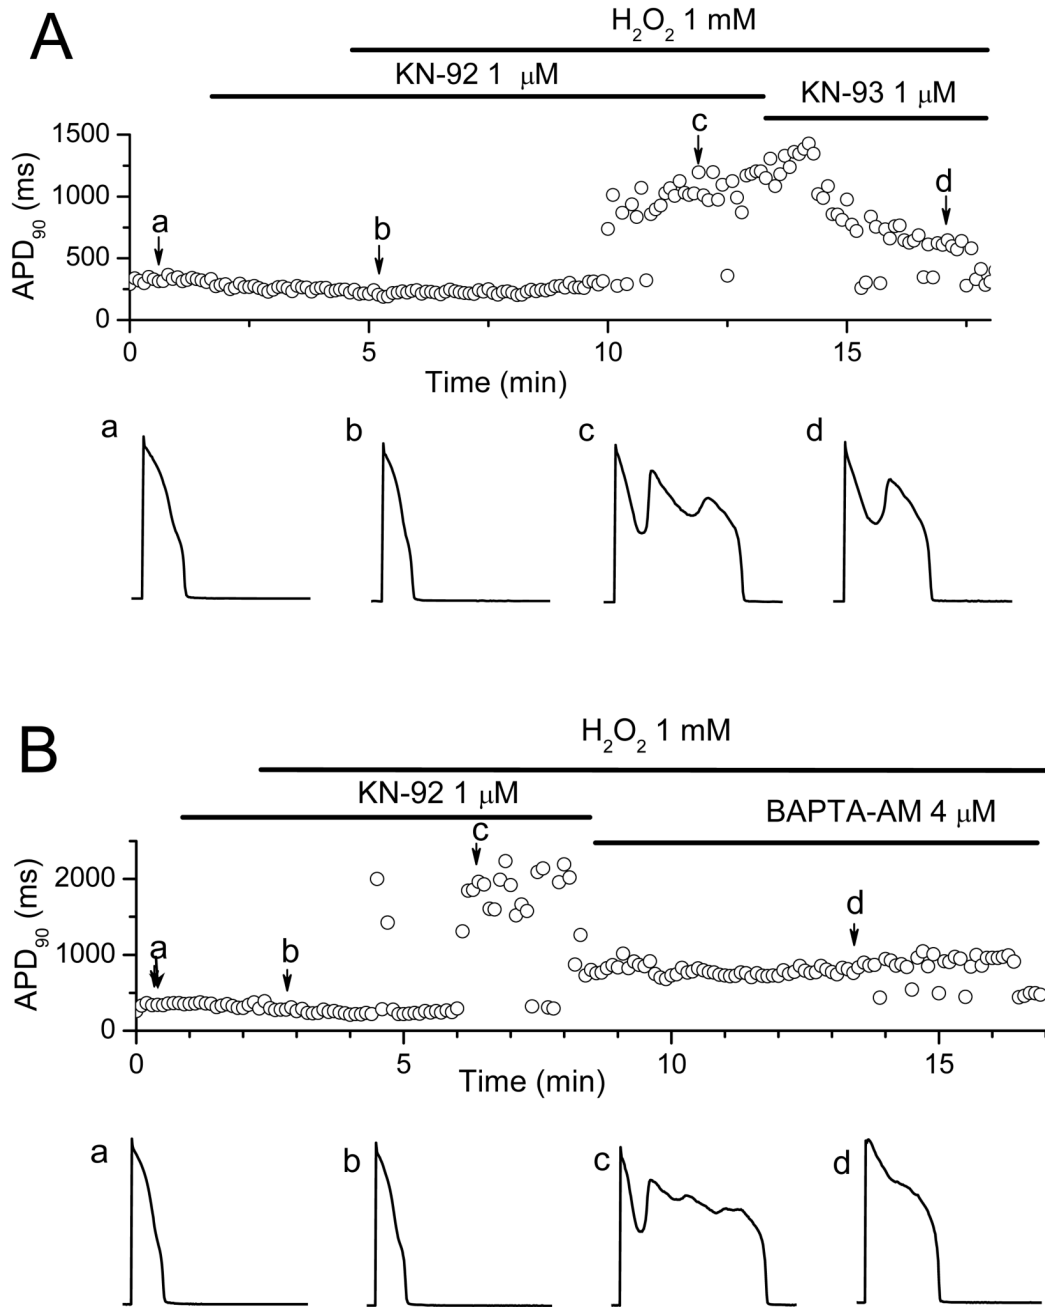 A
H₂O₂ 1 mM
KN-92 1 μM
KN-93 1 μM
1500
1000
500
0
APD₉₀ (ms)
a
b
c
d
0
5
10
15
Time (min)
a
b
c
d
B
H₂O₂ 1 mM
KN-92 1 μM
BAPTA-AM 4 μM
2000
1000
0
APD₉₀ (ms)
a
b
c
d
0
5
10
15
Time (min)
a
b
c
d